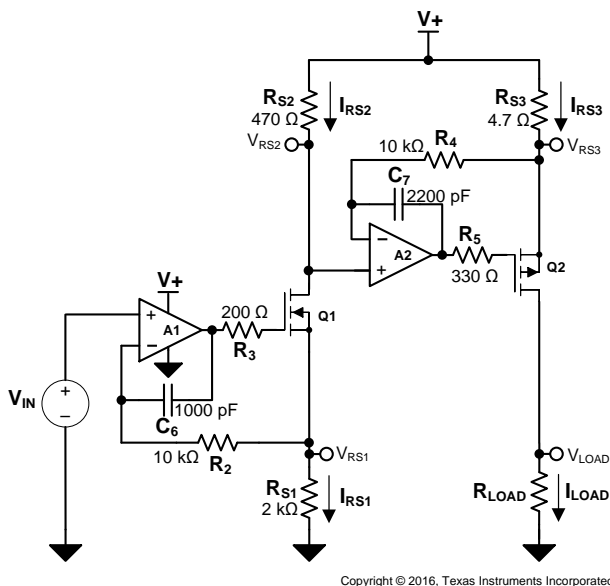 V+
RS2
470 Ω
IRS2
VRS2
RS3
4.7 Ω
IRS3
VRS3
10 kΩ
R4
C7
2200 pF
A2
R5
330 Ω
Q2
V+
A1
200 Ω
R3
Q1
VIN
C6
1000 pF
10 kΩ
R2
VRS1
RS1
2 kΩ
IRS1
VLOAD
RLOAD
ILOAD
Copyright © 2016, Texas Instruments Incorporated